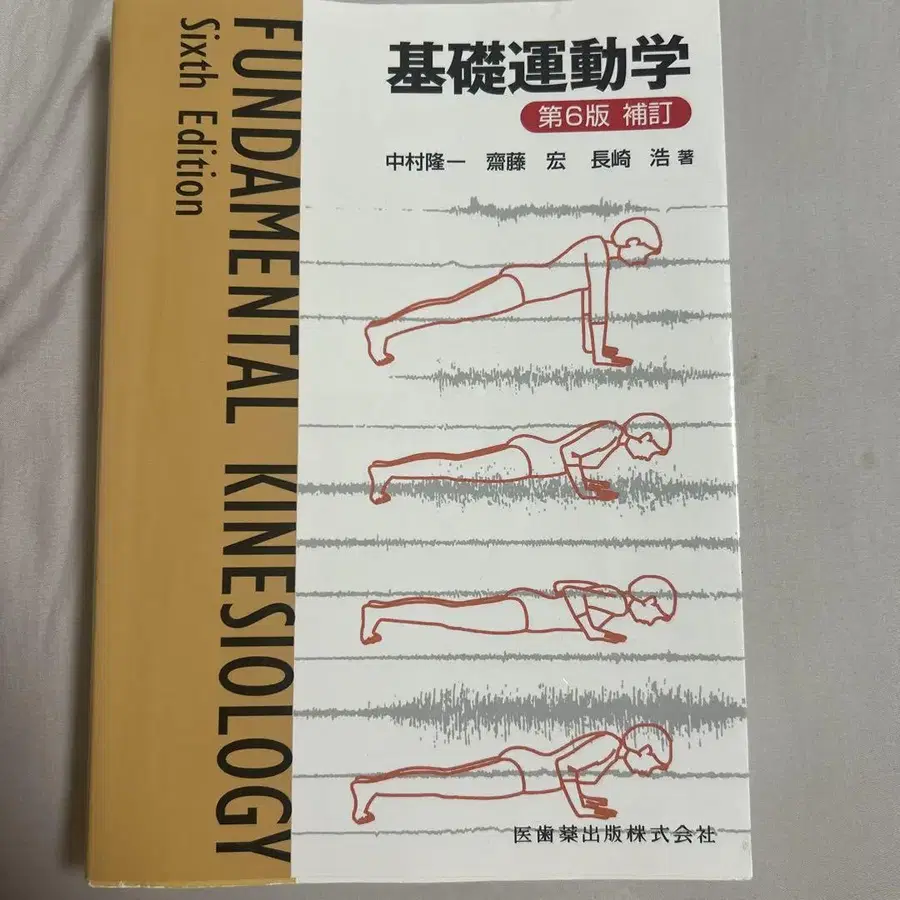 基礎運動学
第6版 補訂
中村隆一 齋藤 宏 長崎 浩 著
FUNDAMENTAL KINESIOLOGY
Sixth Edition
医歯薬出版株式会社